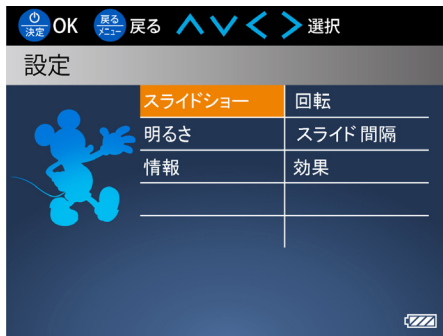 決定 OK 戻る メニュー 戻る 選択
設定
スライドショー 回転
明るさ スライド間隔
情報 効果